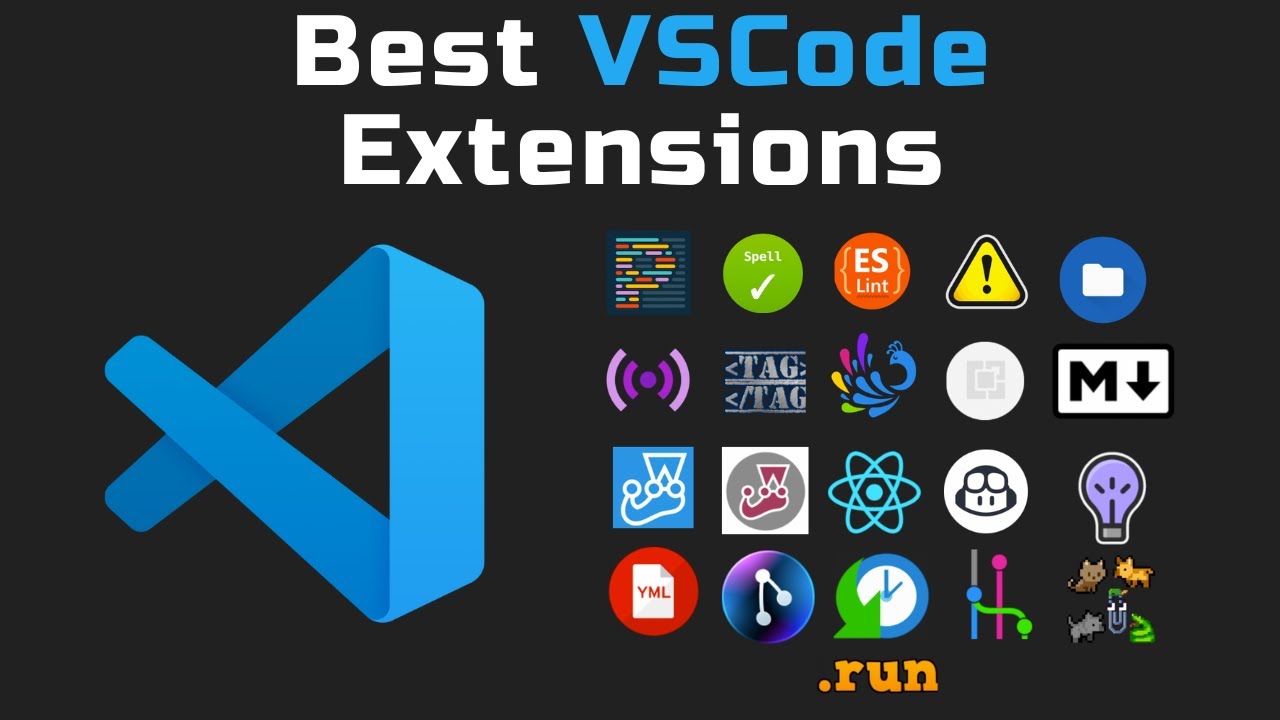 Best VSCode
Extensions
Spell
ES
Lint
<TAG>
</TAG
M
YML
.run